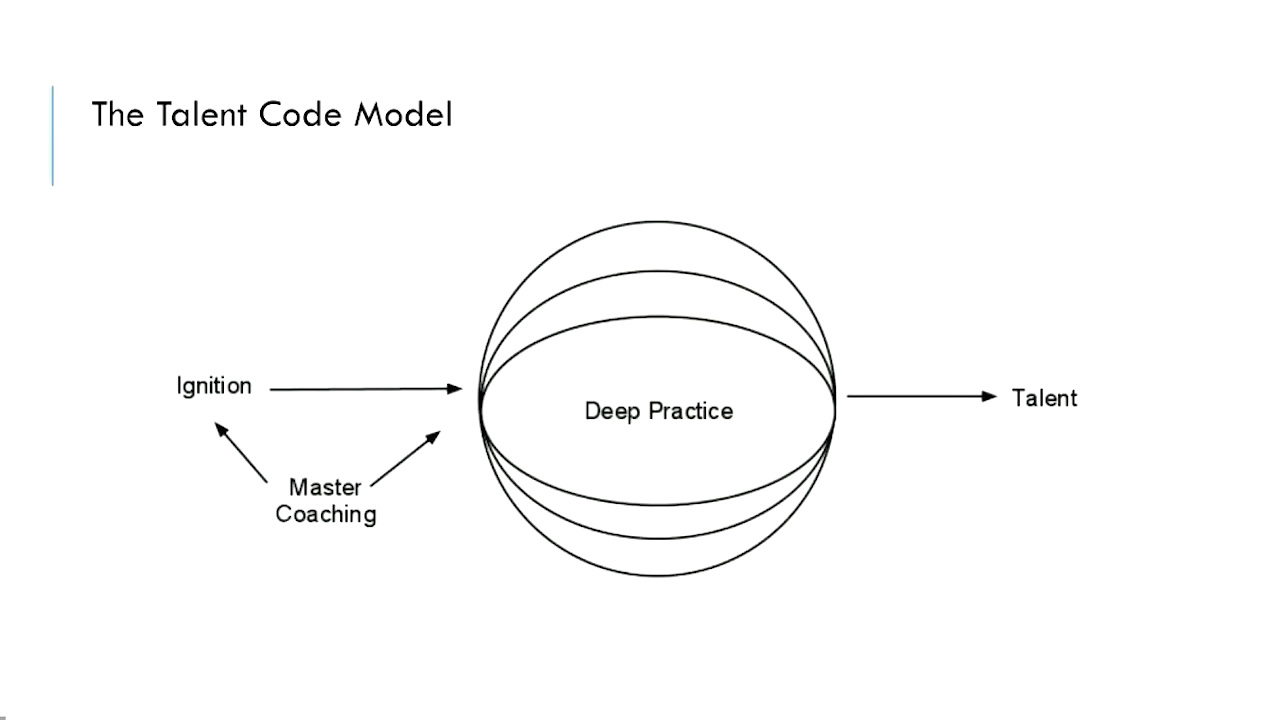 The Talent Code Model
Ignition
Deep Practice
Talent
Master
Coaching